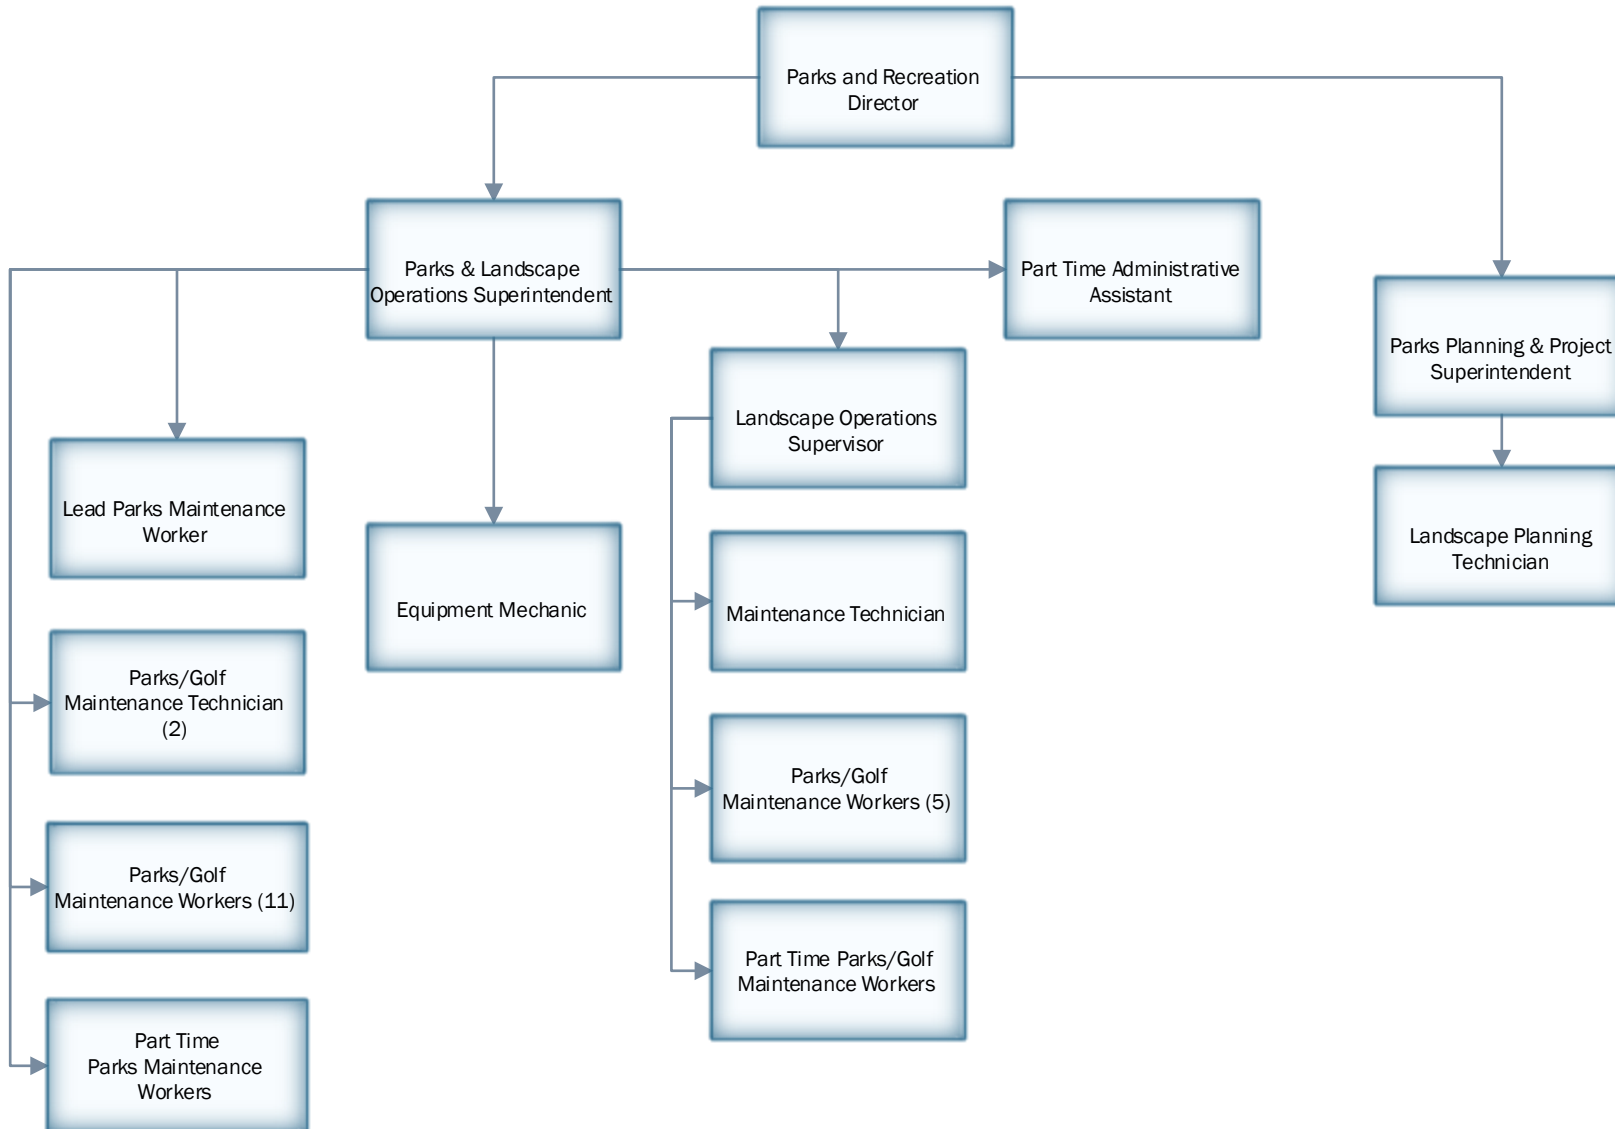 Parks and Recreation
Director
Parks & Landscape
Operations Superintendent
Part Time Administrative
Assistant
Parks Planning & Project
Superintendent
Landscape Operations
Supervisor
Lead Parks Maintenance
Worker
Equipment Mechanic
Landscape Planning
Technician
Maintenance Technician
Parks/Golf
Maintenance Technician
(2)
Parks/Golf
Maintenance Workers (5)
Parks/Golf
Maintenance Workers (11)
Part Time Parks/Golf
Maintenance Workers
Part Time
Parks Maintenance
Workers